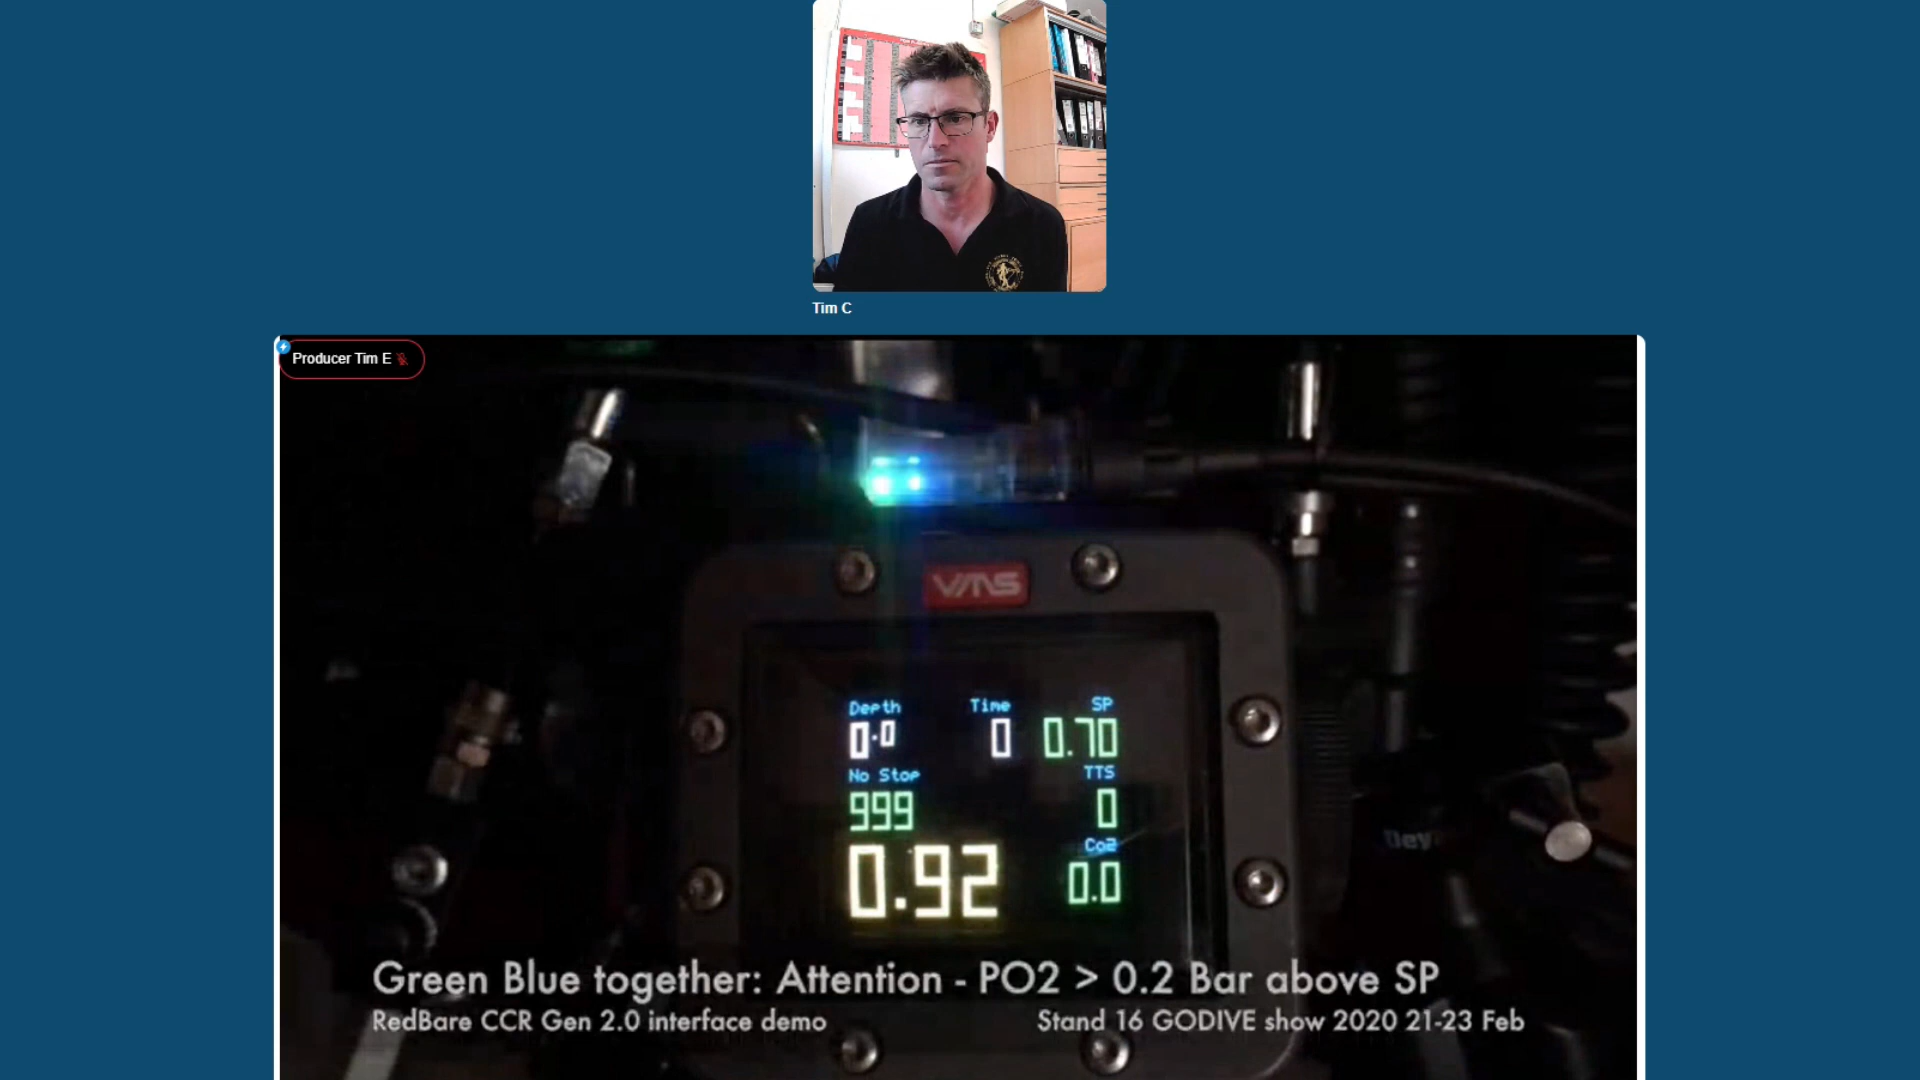 Tim C
Producer Tim E
VMS
Depth Time SP
0.0 0 0.70
No Stop TTS
999 0
Co2
0.92 0.0
Green Blue together: Attention - PO2 > 0.2 Bar above SP
RedBare CCR Gen 2.0 interface demo
Stand 16 GODIVE show 2020 21-23 Feb